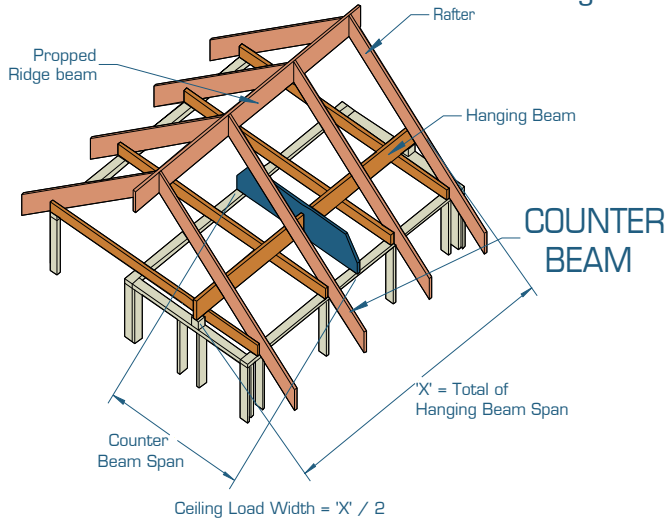 Rafter
Propped
Ridge beam
Hanging Beam
COUNTER
BEAM
'X' = Total of
Hanging Beam Span
Counter
Beam Span
Ceiling Load Width = 'X' / 2